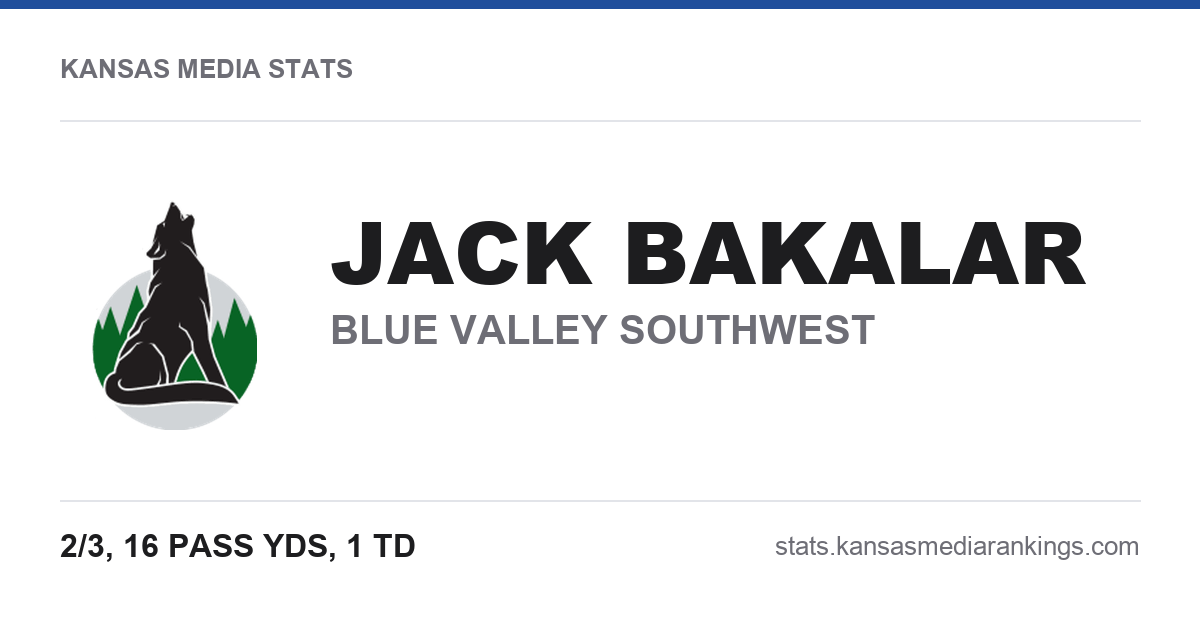 KANSAS MEDIA STATS
JACK BAKALAR
BLUE VALLEY SOUTHWEST
2/3, 16 PASS YDS, 1 TD
stats.kansasmediarankings.com